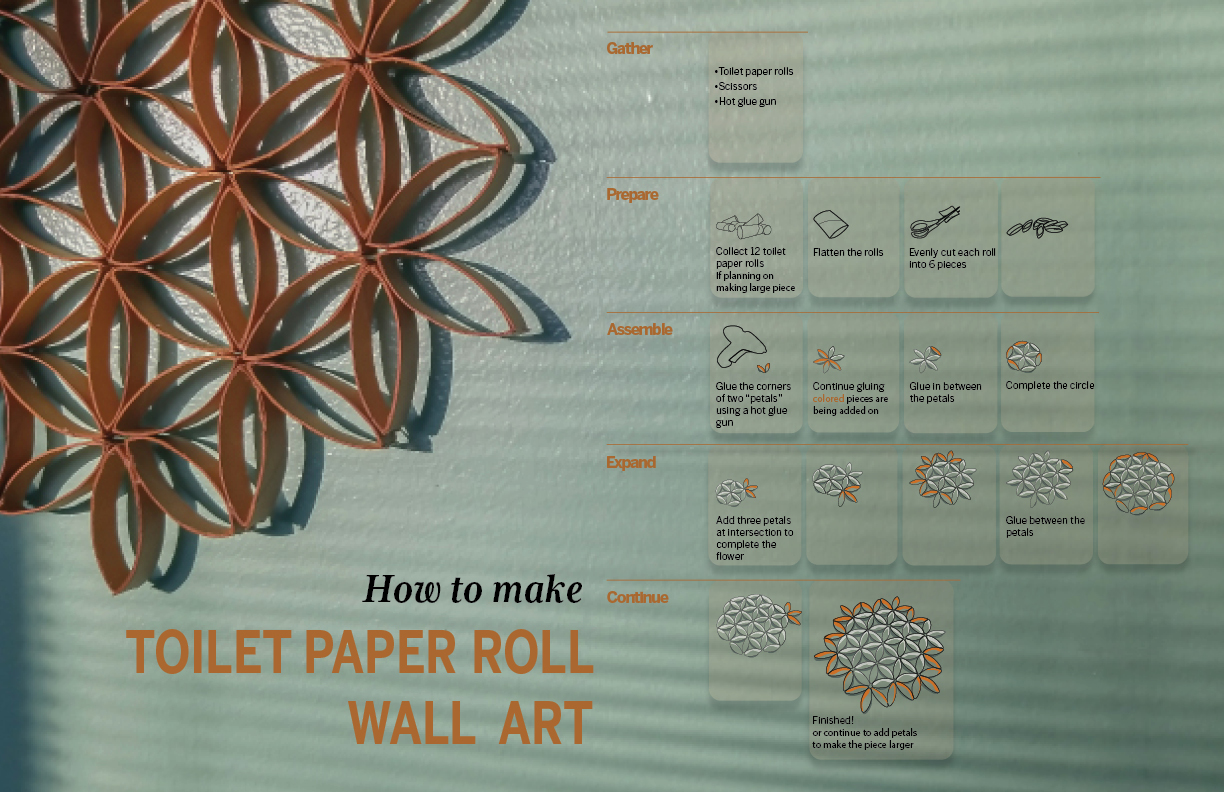 Gather
•Toilet paper rolls
•Scissors
•Hot glue gun
Prepare
Collect 12 toilet
paper rolls
If planning on
making large piece
Flatten the rolls
Evenly cut each roll
into 6 pieces
Assemble
Glue the corners
of two "petals"
using a hot glue
gun
Continue gluing
colored pieces are
being added on
Glue in between
the petals
Complete the circle
Expand
Add three petals
at intersection to
complete the
flower
Glue between the
petals
Continue
Finished!
or continue to add petals
to make the piece larger
How to make
TOILET PAPER ROLL
WALL ART